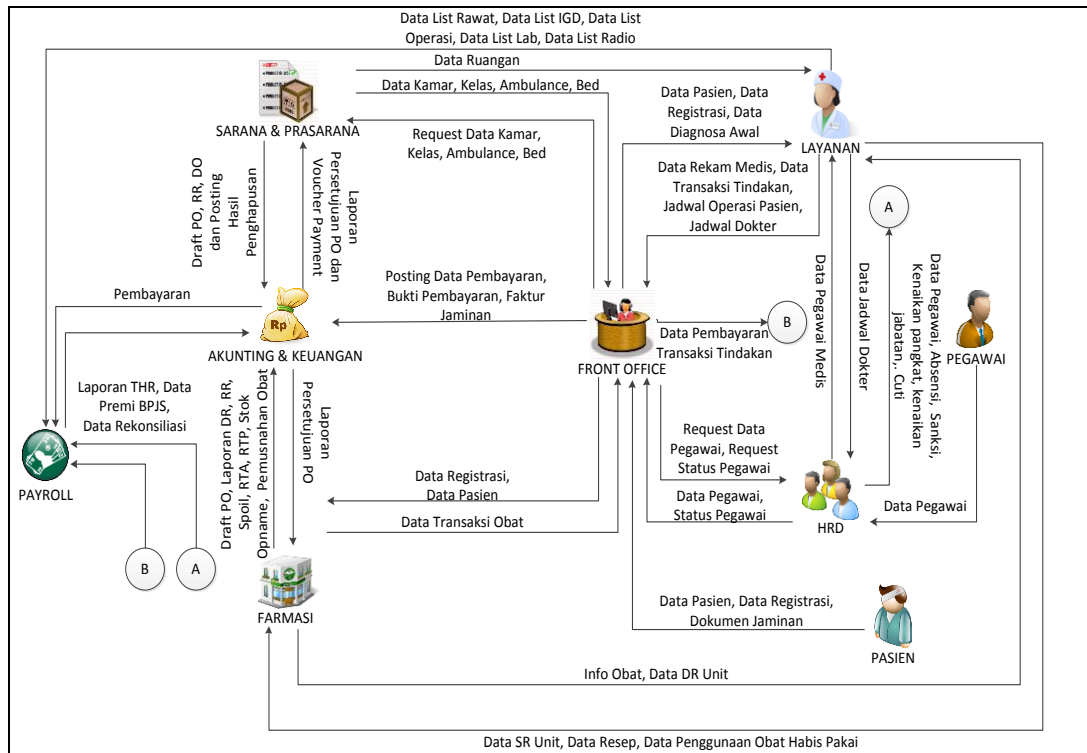 Data List Rawat, Data List IGD, Data List
Operasi, Data List Lab, Data List Radio
Data Ruangan
Data Kamar, Kelas, Ambulance, Bed
SARANA & PRASARANA
Request Data Kamar,
Kelas, Ambulance, Bed
Data Pasien, Data
Registrasi, Data
Diagnosa Awal
LAYANAN
Data Rekam Medis, Data
Transaksi Tindakan,
Jadwal Operasi Pasien,
Jadwal Dokter
A
Draft PO, RR, DO
dan Posting
Hasil
Penghapusan
Laporan
Persetujuan PO dan
Voucher Payment
Pembayaran
Rp
AKUNTING & KEUANGAN
Posting Data Pembayaran,
Bukti Pembayaran, Faktur
Jaminan
FRONT OFFICE
Data Pembayaran
Transaksi Tindakan
B
Data Pegawai Medis
Data Jadwal Dokter
Data Pegawai, Absensi, Sanksi,
Kenaikan pangkat, kenaikan
jabatan,. Cuti
PEGAWAI
Laporan THR, Data
Premi BPJS,
Data Rekonsiliasi
PAYROLL
B
A
Draft PO, Laporan DR, RR,
Spoil, RTA, RTP, Stok
Opname, Pemusnahan Obat
Laporan
Persetujuan PO
Data Registrasi,
Data Pasien
Data Transaksi Obat
Request Data
Pegawai, Request
Status Pegawai
Data Pegawai,
Status Pegawai
HRD
Data Pegawai
FARMASI
Data Pasien, Data Registrasi,
Dokumen Jaminan
PASIEN
Info Obat, Data DR Unit
Data SR Unit, Data Resep, Data Penggunaan Obat Habis Pakai